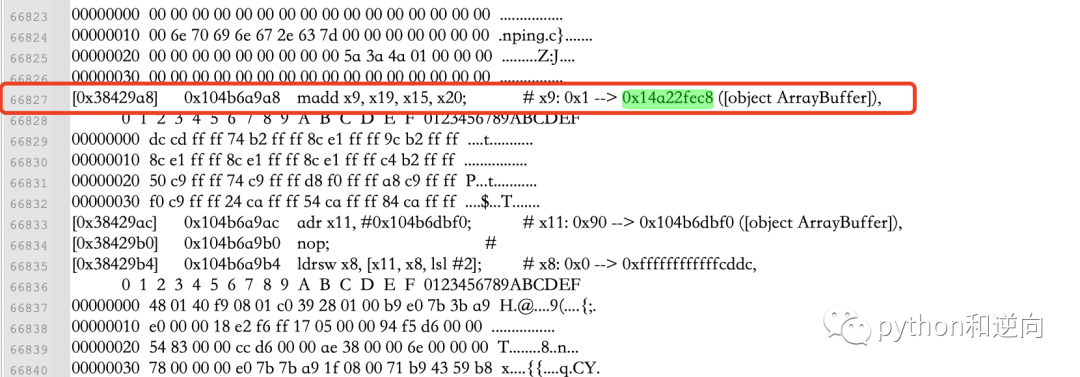 66823 00000000 00 00 00 00 00 00 00 00 00 00 00 00 00 00 00 00 ................
66824 00000010 00 6e 70 69 6e 67 2e 63 7d 00 00 00 00 00 00 00 .nping.c}.......
66825 00000020 00 00 00 00 00 00 00 00 00 5a 3a 4a 01 00 00 00 .........Z:J....
66826 00000030 00 00 00 00 00 00 00 00 00 00 00 00 00 00 00 00 ................
66827 [0x38429a8] 0x104b6a9a8 madd x9, x19, x15, x20; # x9: 0x1 --> 0x14a22fec8 ([object ArrayBuffer]),
66828 0 1 2 3 4 5 6 7 8 9 A B C D E F 0123456789ABCDEF
66829 00000000 dc cd ff ff 74 b2 ff ff 8c e1 ff ff 9c b2 ff ff ....t...........
66830 00000010 8c e1 ff ff 8c e1 ff ff 8c e1 ff ff c4 b2 ff ff ................
66831 00000020 50 c9 ff ff 74 c9 ff ff d8 f0 ff ff a8 c9 ff ff P...t...........
66832 00000030 f0 c9 ff ff 24 ca ff ff 54 ca ff ff 84 ca ff ff ....$...T.......
66833 [0x38429ac] 0x104b6a9ac adr x11, #0x104b6dbf0; # x11: 0x90 --> 0x104b6dbf0 ([object ArrayBuffer]),
66834 [0x38429b0] 0x104b6a9b0 nop; #
66835 [0x38429b4] 0x104b6a9b4 ldrsw x8, [x11, x8, lsl #2]; # x8: 0x0 --> 0xffffffffffffcddc,
66836 0 1 2 3 4 5 6 7 8 9 A B C D E F 0123456789ABCDEF
66837 00000000 48 01 40 f9 08 01 c0 39 28 01 00 b9 e0 7b 3b a9 H.@....9(....{;.
66838 00000010 e0 00 00 18 e2 f6 ff 17 05 00 00 94 f5 d6 00 00 ................
66839 00000020 54 83 00 00 cc d6 00 00 ae 38 00 00 6e 00 00 00 T........8..n...
66840 00000030 78 00 00 00 e0 7b 7b a9 1f 08 00 71 b9 43 59 b8 x....{{....q.CY.
python和逆向